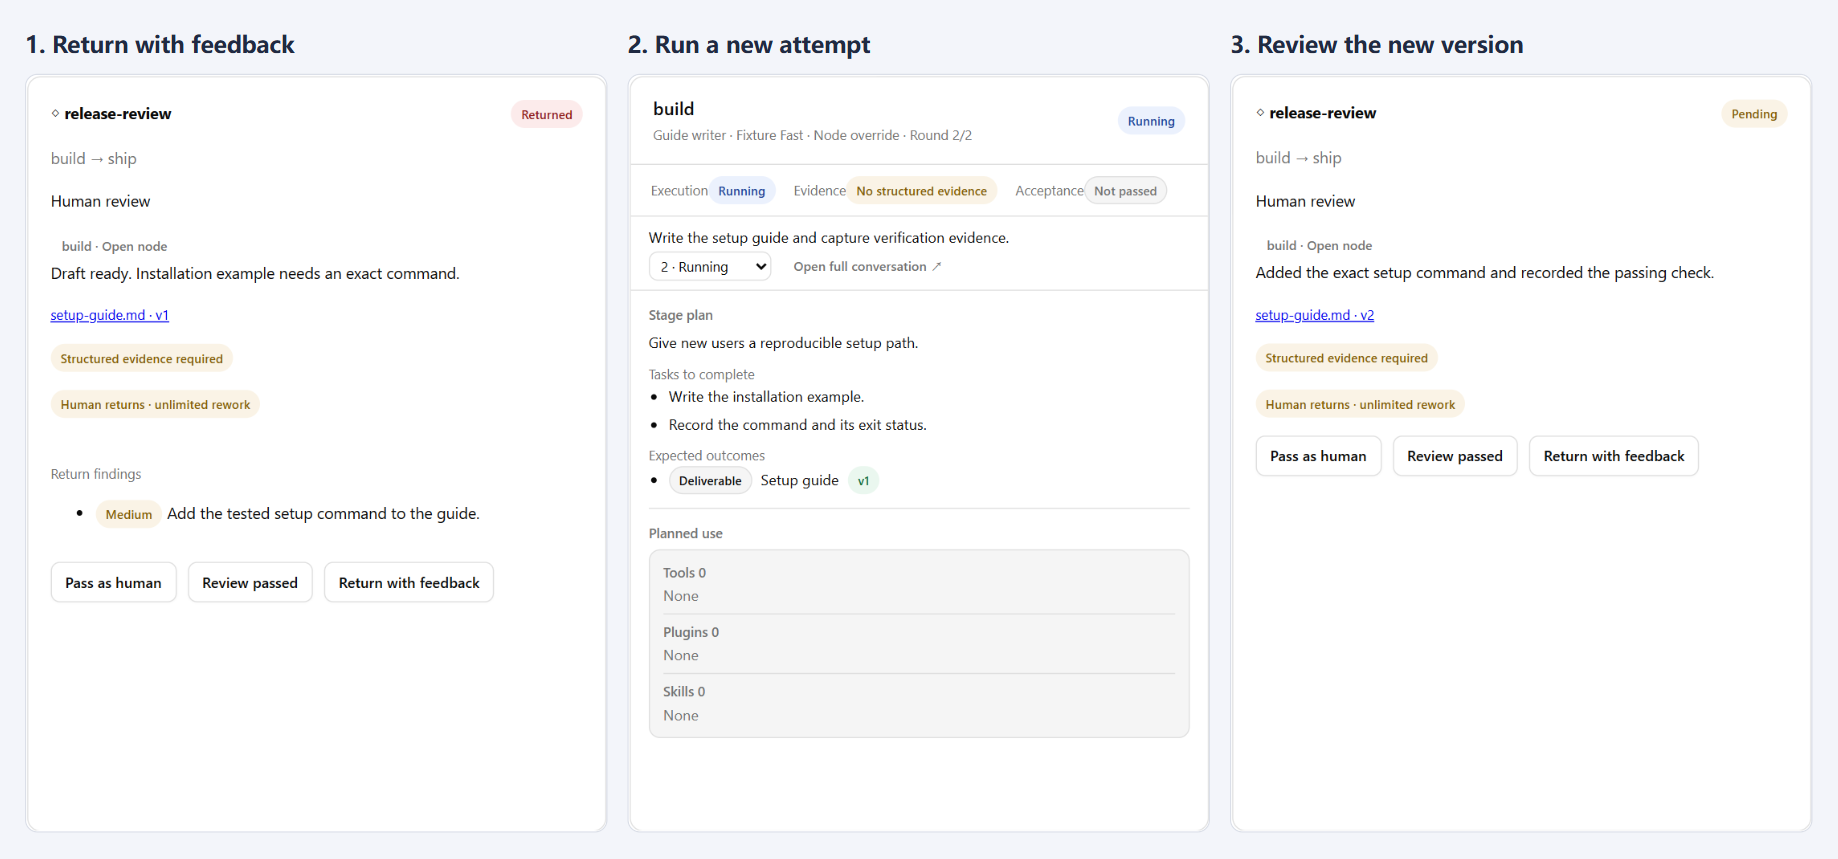 1. Return with feedback
◇ release-review
Returned
build → ship
Human review
build · Open node
Draft ready. Installation example needs an exact command.
setup-guide.md · v1
Structured evidence required
Human returns · unlimited rework
Return findings
• Medium Add the tested setup command to the guide.
Pass as human
Review passed
Return with feedback
2. Run a new attempt
build
Guide writer · Fixture Fast · Node override · Round 2/2
Running
Execution Running Evidence No structured evidence Acceptance Not passed
Write the setup guide and capture verification evidence.
2 · Running
Open full conversation ↗
Stage plan
Give new users a reproducible setup path.
Tasks to complete
• Write the installation example.
• Record the command and its exit status.
Expected outcomes
• Deliverable Setup guide v1
Planned use
Tools 0
None
Plugins 0
None
Skills 0
None
3. Review the new version
◇ release-review
Pending
build → ship
Human review
build · Open node
Added the exact setup command and recorded the passing check.
setup-guide.md · v2
Structured evidence required
Human returns · unlimited rework
Pass as human
Review passed
Return with feedback